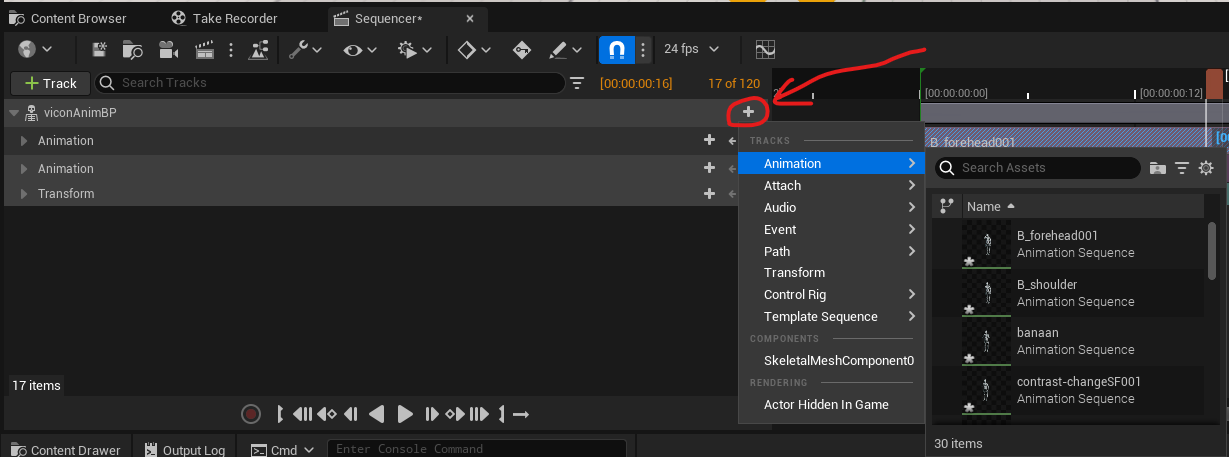 Content Browser
Take Recorder
Sequencer*
24 fps
Track
Search Tracks
[00:00:00:16]
17 of 120
[00:00:00:00]
[00:00:00:12]
viconAnimBP
Animation
Animation
Transform
B_forehead001
TRACKS
Animation
Attach
Audio
Event
Path
Transform
Control Rig
Template Sequence
COMPONENTS
SkeletalMeshComponent0
RENDERING
Actor Hidden In Game
Search Assets
Name
B_forehead001
Animation Sequence
B_shoulder
Animation Sequence
banaan
Animation Sequence
contrast-changeSF001
Animation Sequence
30 items
17 items
Content Drawer
Output Log
Cmd
Enter Console Command